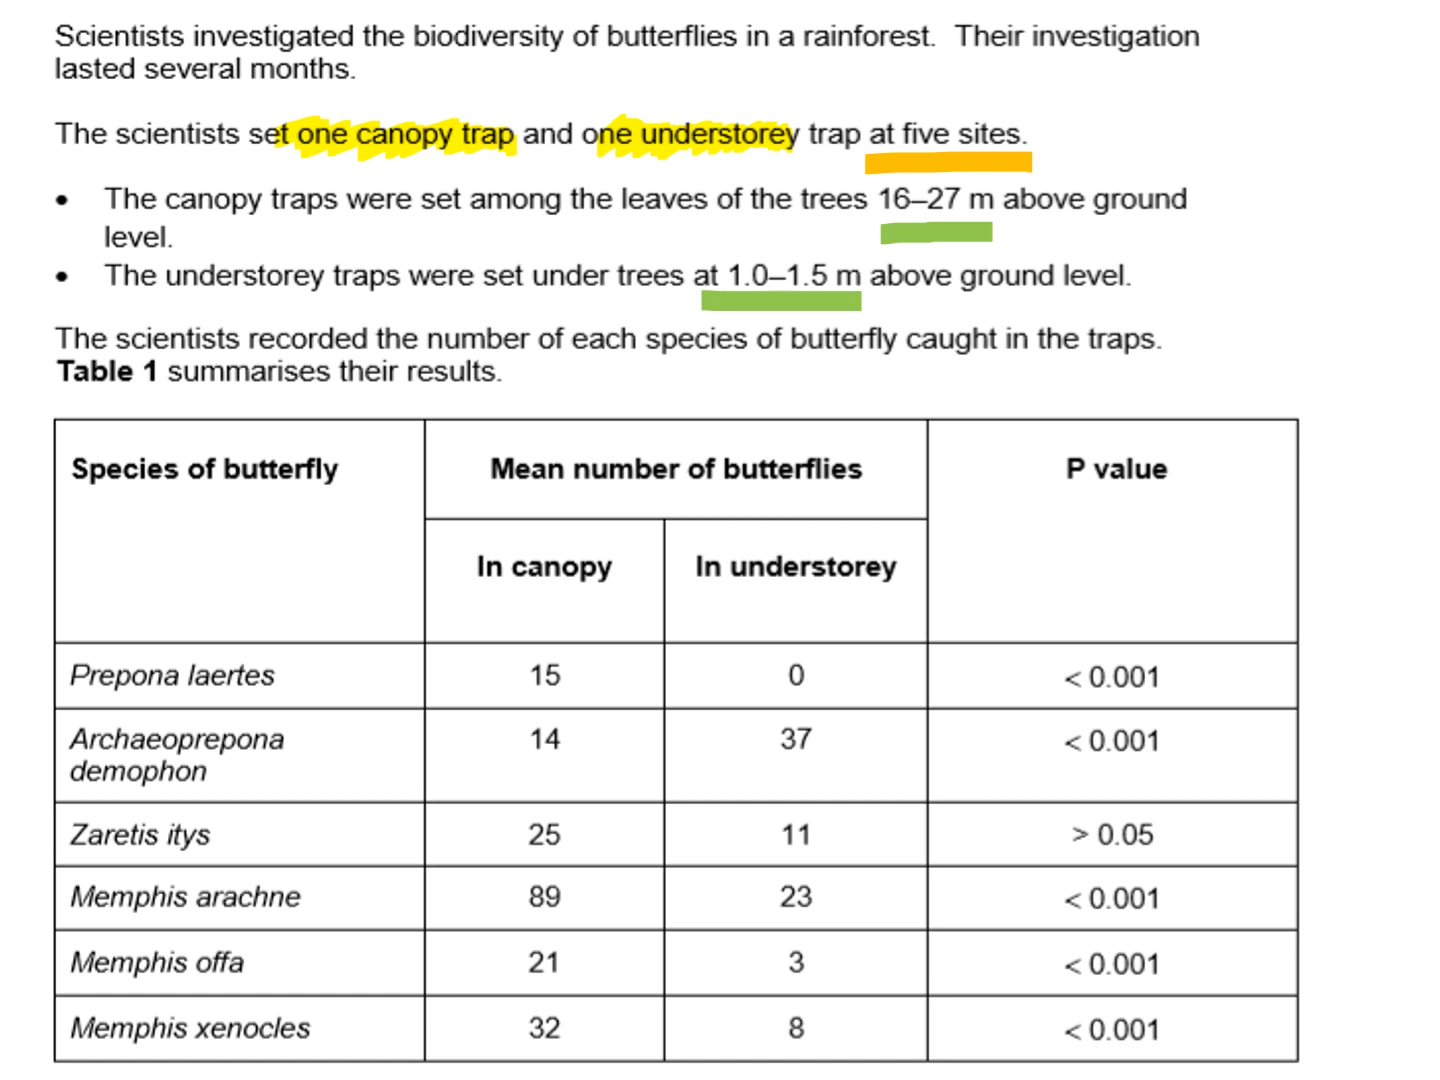 Scientists investigated the biodiversity of butterflies in a rainforest.  Their investigation
lasted several months.
The scientists set one canopy trap and one understorey trap at five sites.
• The canopy traps were set among the leaves of the trees 16–27 m above ground
level.
• The understorey traps were set under trees at 1.0–1.5 m above ground level.
The scientists recorded the number of each species of butterfly caught in the traps.
Table 1 summarises their results.
Species of butterfly Mean number of butterflies P value
In canopy In understorey
Prepona laertes 15 0 < 0.001
Archaeoprepona 14 37 < 0.001
demophon
Zaretis itys 25 11 > 0.05
Memphis arachne 89 23 < 0.001
Memphis offa 21 3 < 0.001
Memphis xenocles 32 8 < 0.001